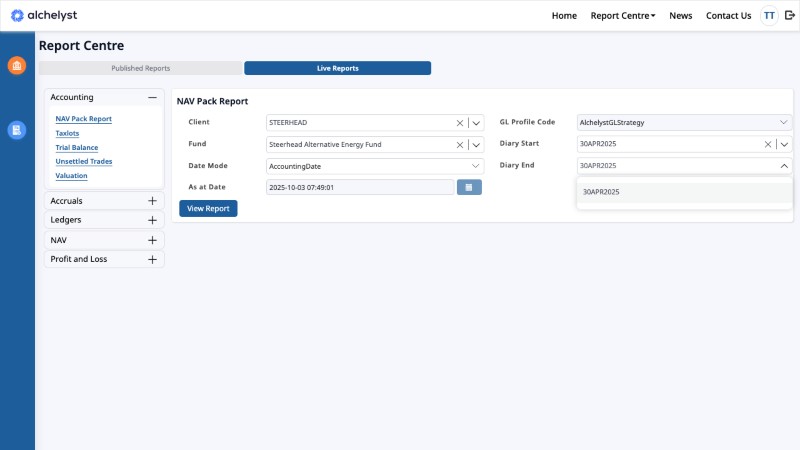 alchelyst
Home Report Centre News Contact Us TT
Report Centre
Published Reports Live Reports
Accounting
NAV Pack Report
Taxlots
Trial Balance
Unsettled Trades
Valuation
Accruals
Ledgers
NAV
Profit and Loss
NAV Pack Report
Client STEERHEAD GL Profile Code AlchelystGLStrategy
Fund Steerhead Alternative Energy Fund Diary Start 30APR2025
Date Mode AccountingDate Diary End 30APR2025
As at Date 2025-10-03 07:49:01 30APR2025
View Report